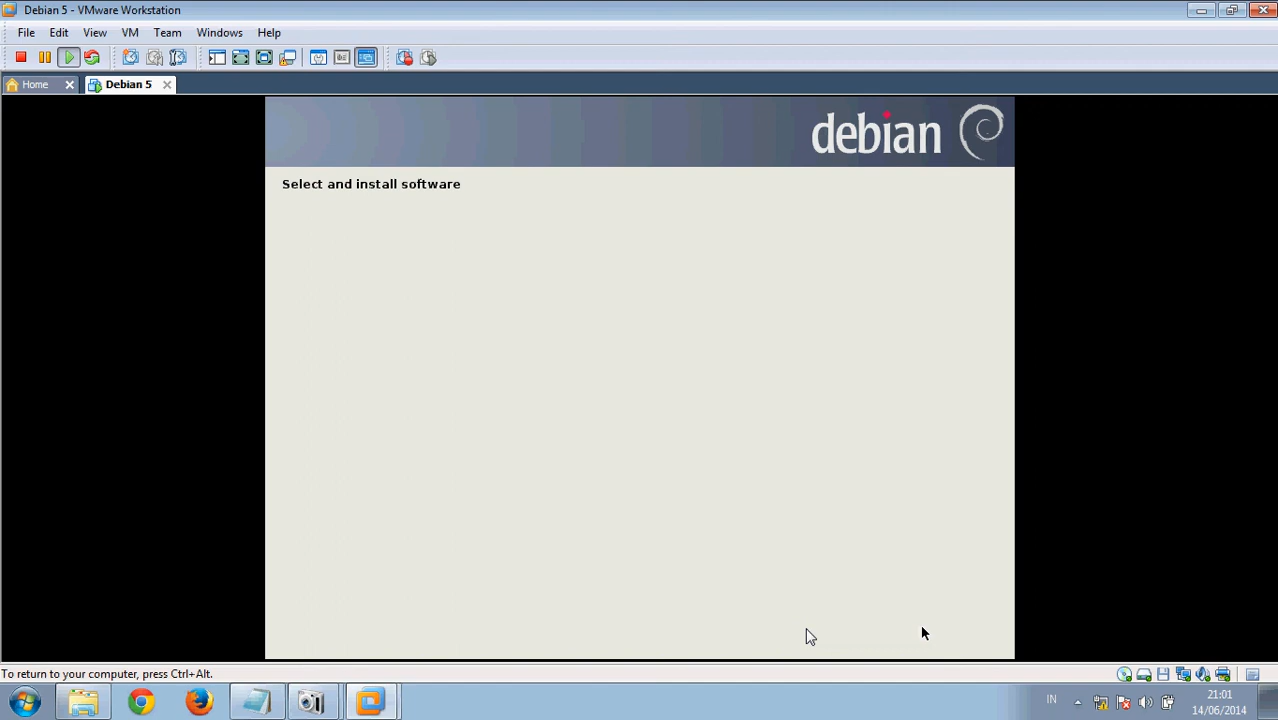 Debian 5 - VMware Workstation
File Edit View VM Team Windows Help
Home Debian 5
debian
Select and install software
To return to your computer, press Ctrl+Alt.
IN
21:01
14/06/2014